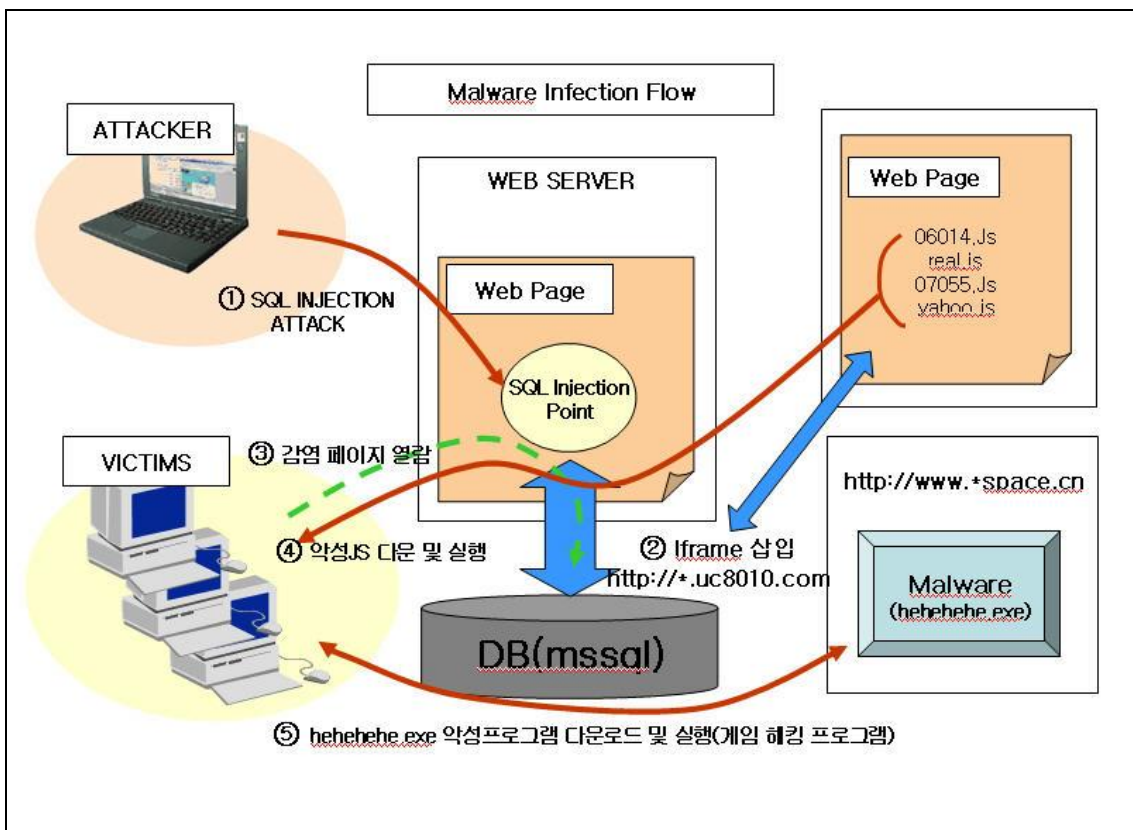 Malware Infection Flow
ATTACKER
WEB SERVER
Web Page
06014.Js
real.js
07055.Js
yahoo.js
① SQL INJECTION
ATTACK
Web Page
SQL Injection
Point
VICTIMS
③ 감염 페이지 열람
④ 악성JS 다운 및 실행
② Iframe 삽입
http://*.uc8010.com
http://www.*space.cn
Malware
(hehehehe.exe)
DB(mssql)
⑤ hehehehe.exe 악성프로그램 다운로드 및 실행(게임 해킹 프로그램)